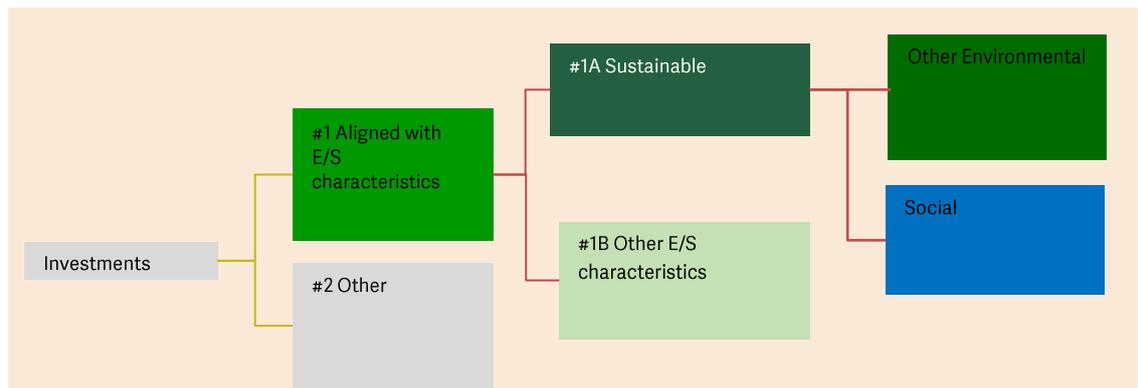 Investments
#1 Aligned with
E/S
characteristics
#2 Other
#1A Sustainable
#1B Other E/S
characteristics
Other Environmental
Social